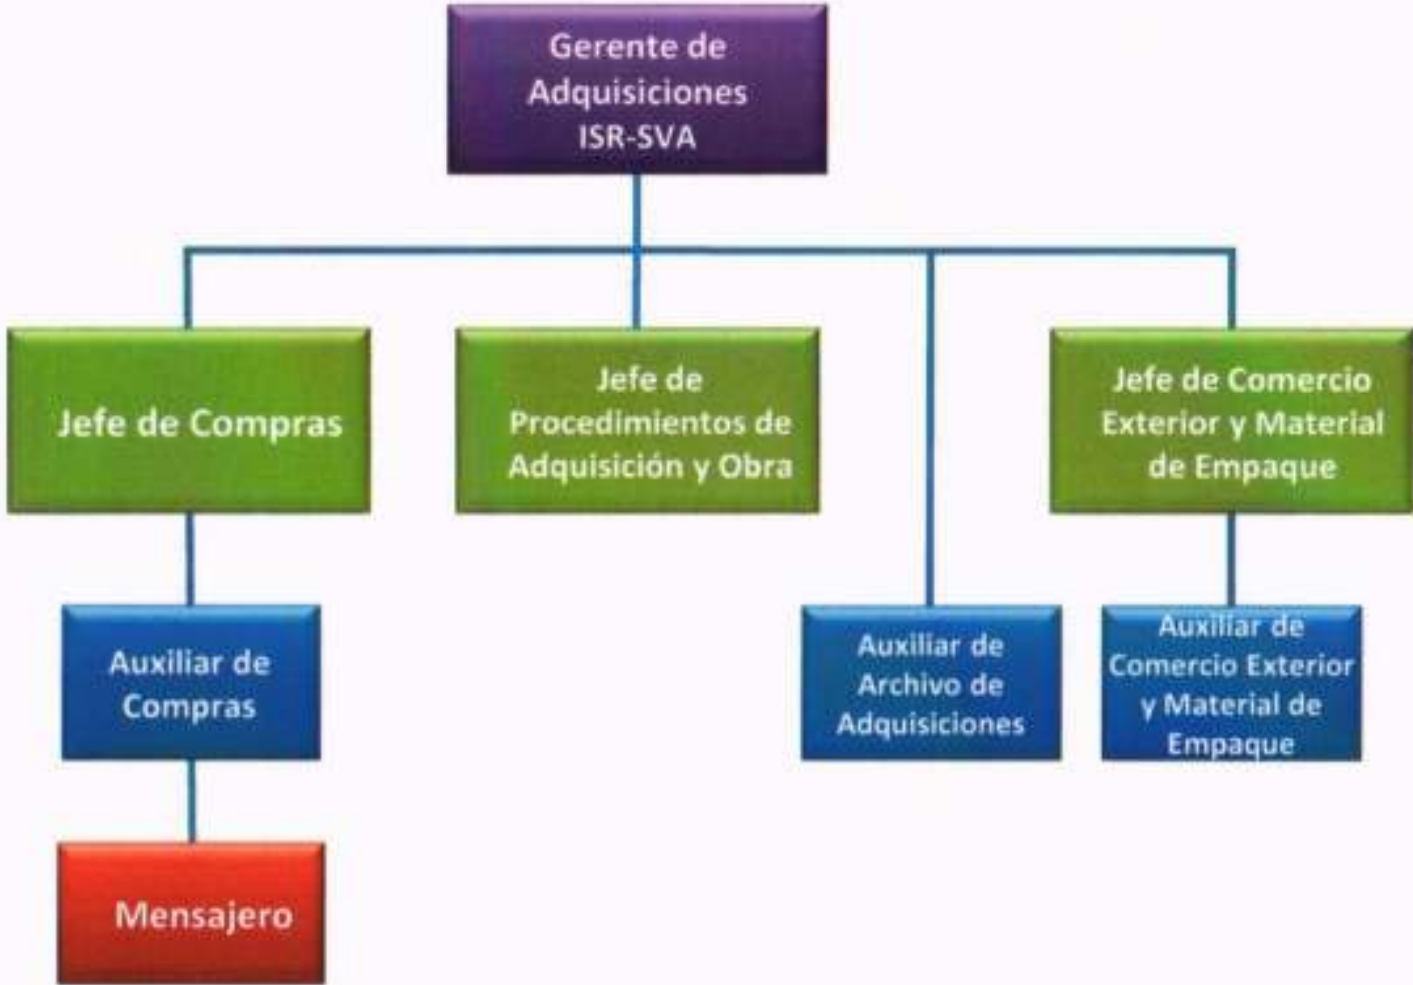 Gerente de
Adquisiciones
ISR-SVA
Jefe de Compras
Jefe de
Procedimientos de
Adquisición y Obra
Jefe de Comercio
Exterior y Material
de Empaque
Auxiliar de
Compras
Auxiliar de
Archivo de
Adquisiciones
Auxiliar de
Comercio Exterior
y Material de
Empaque
Mensajero